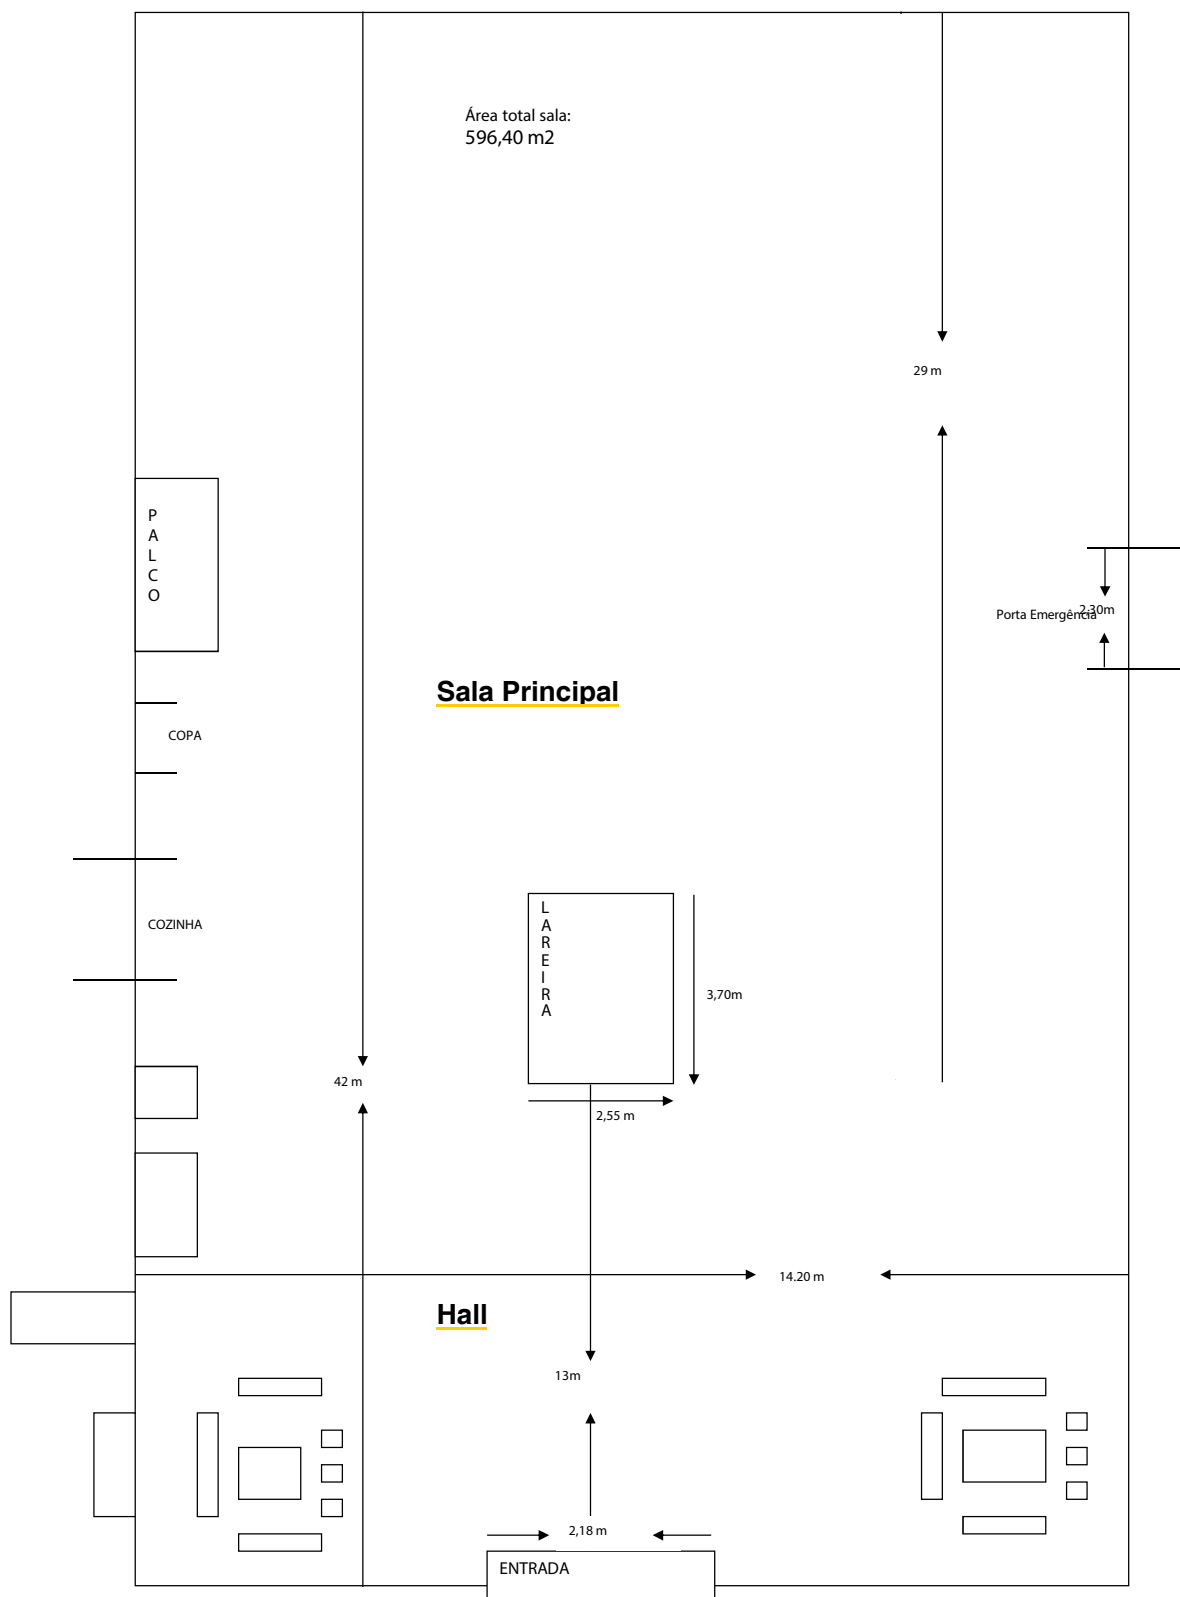 Área total sala:
596,40 m2
29 m
P
A
L
C
O
2,30m
Porta Emergência
Sala Principal
COPA
L
A
R
E
I
R
A
COZINHA
3,70m
42 m
2,55 m
14.20 m
Hall
13m
2,18 m
ENTRADA